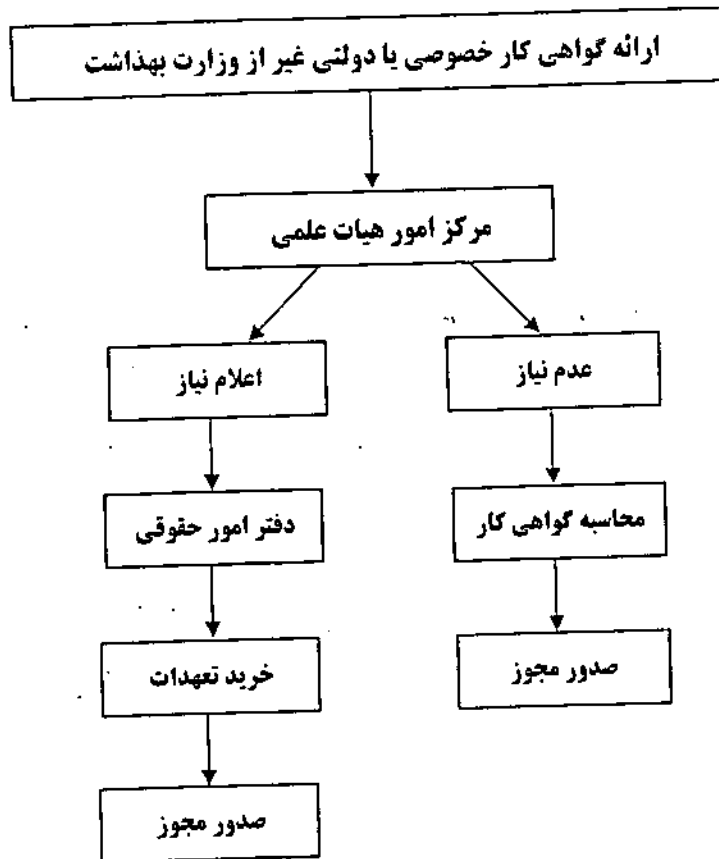 ارائه گواهی کار خصوصی یا دولتی غیر از وزارت بهداشت
مرکز امور هیات علمی
عدم نیاز
اعلام نیاز
محاسبه گواهی کار
دفتر امور حقوقی
صدور مجوز
خرید تعهدات
صدور مجوز